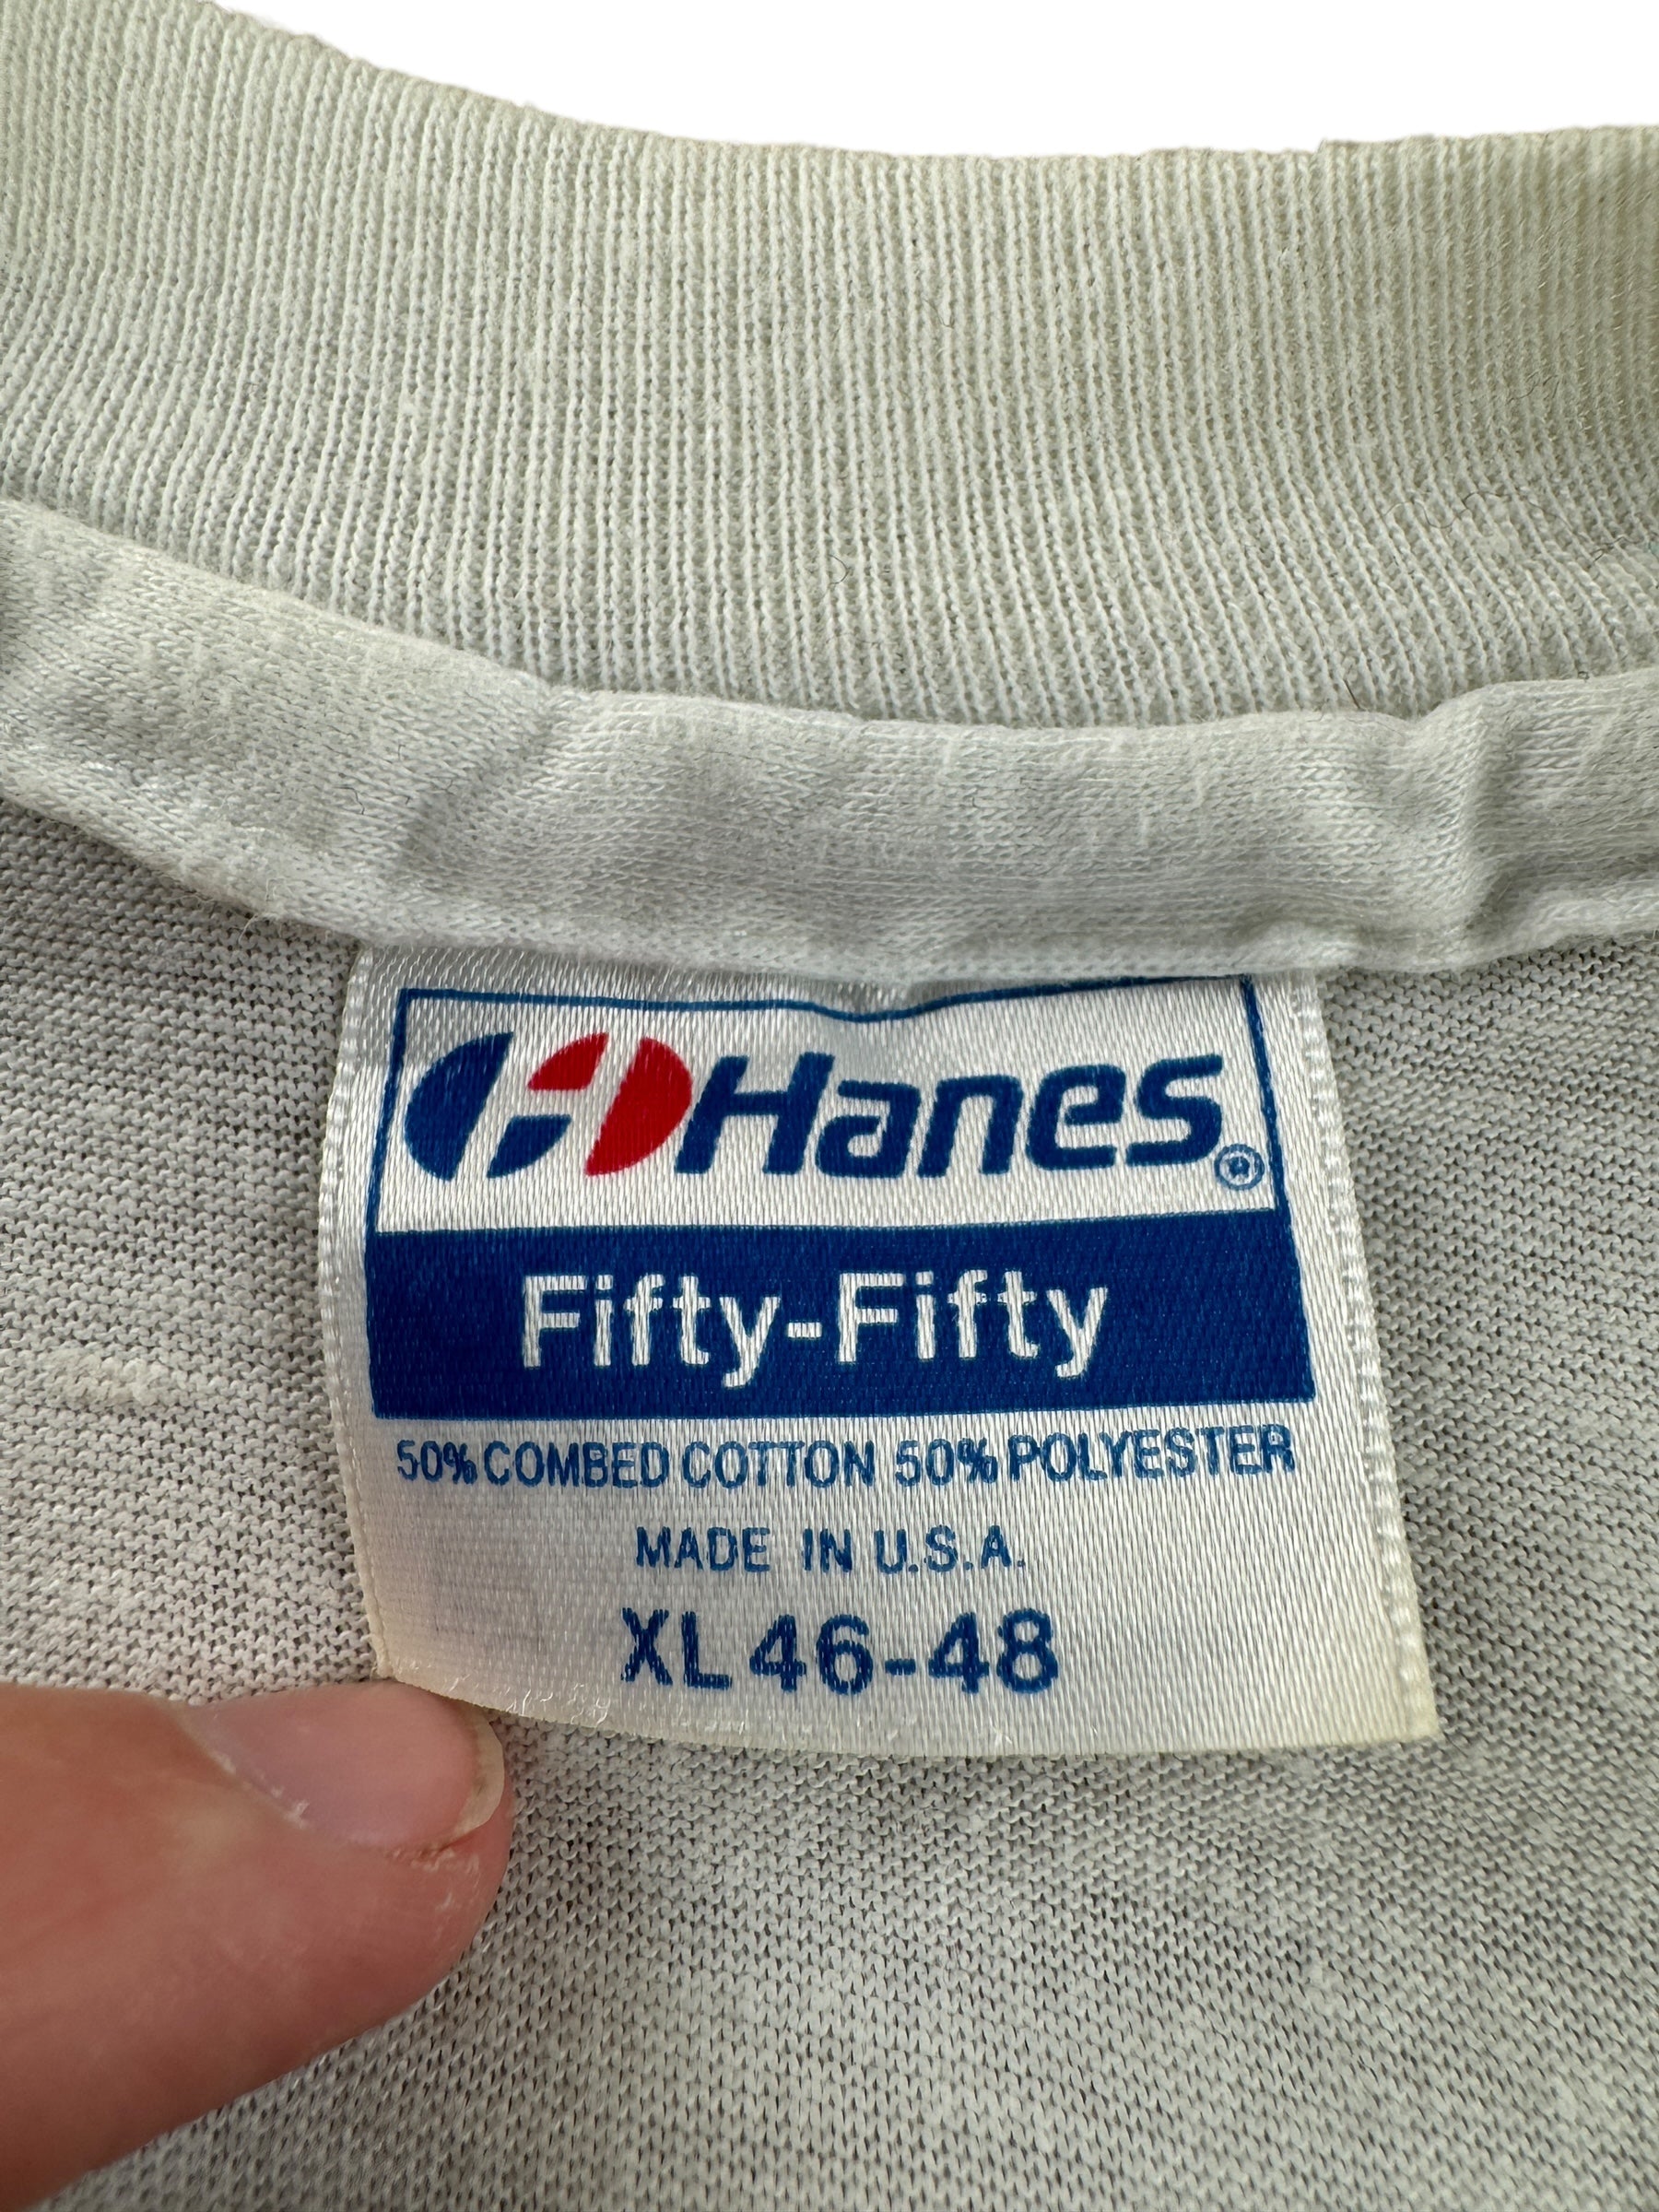 Hanes®
Fifty-Fifty
50% COMBED COTTON 50% POLYESTER
MADE IN U.S.A.
XL 46-48